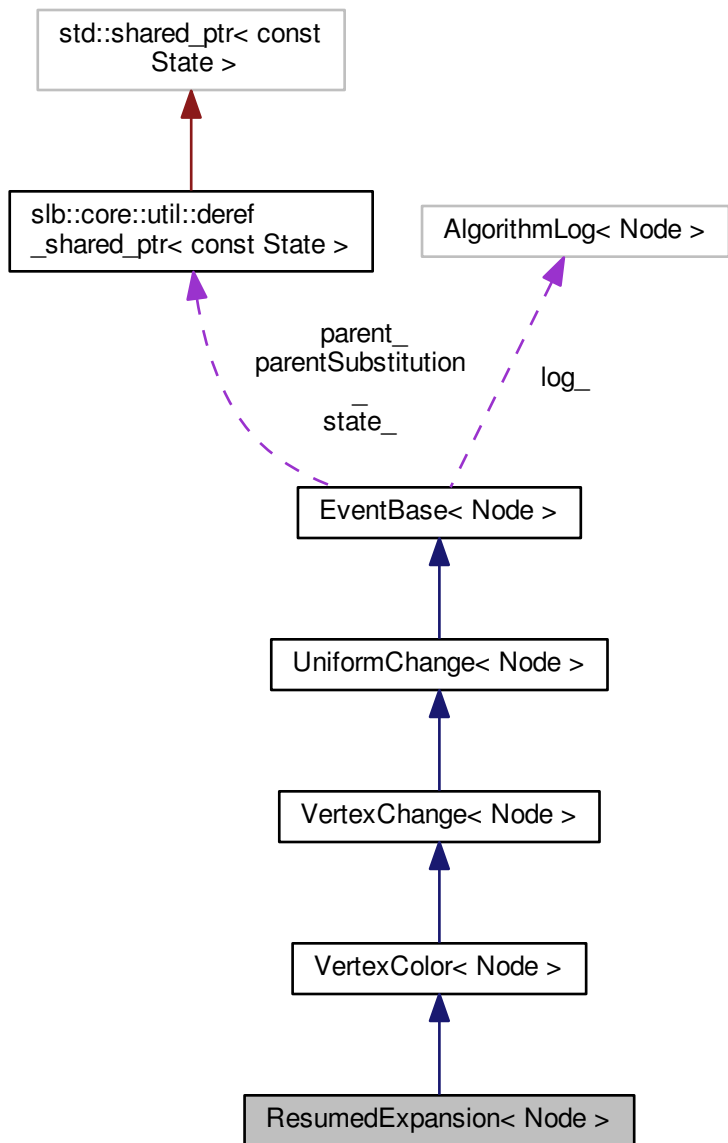 std::shared_ptr< const
State >
slb::core::util::deref
_shared_ptr< const State >
AlgorithmLog< Node >
parent_
parentSubstitution
_
state_
log_
EventBase< Node >
UniformChange< Node >
VertexChange< Node >
VertexColor< Node >
ResumedExpansion< Node >